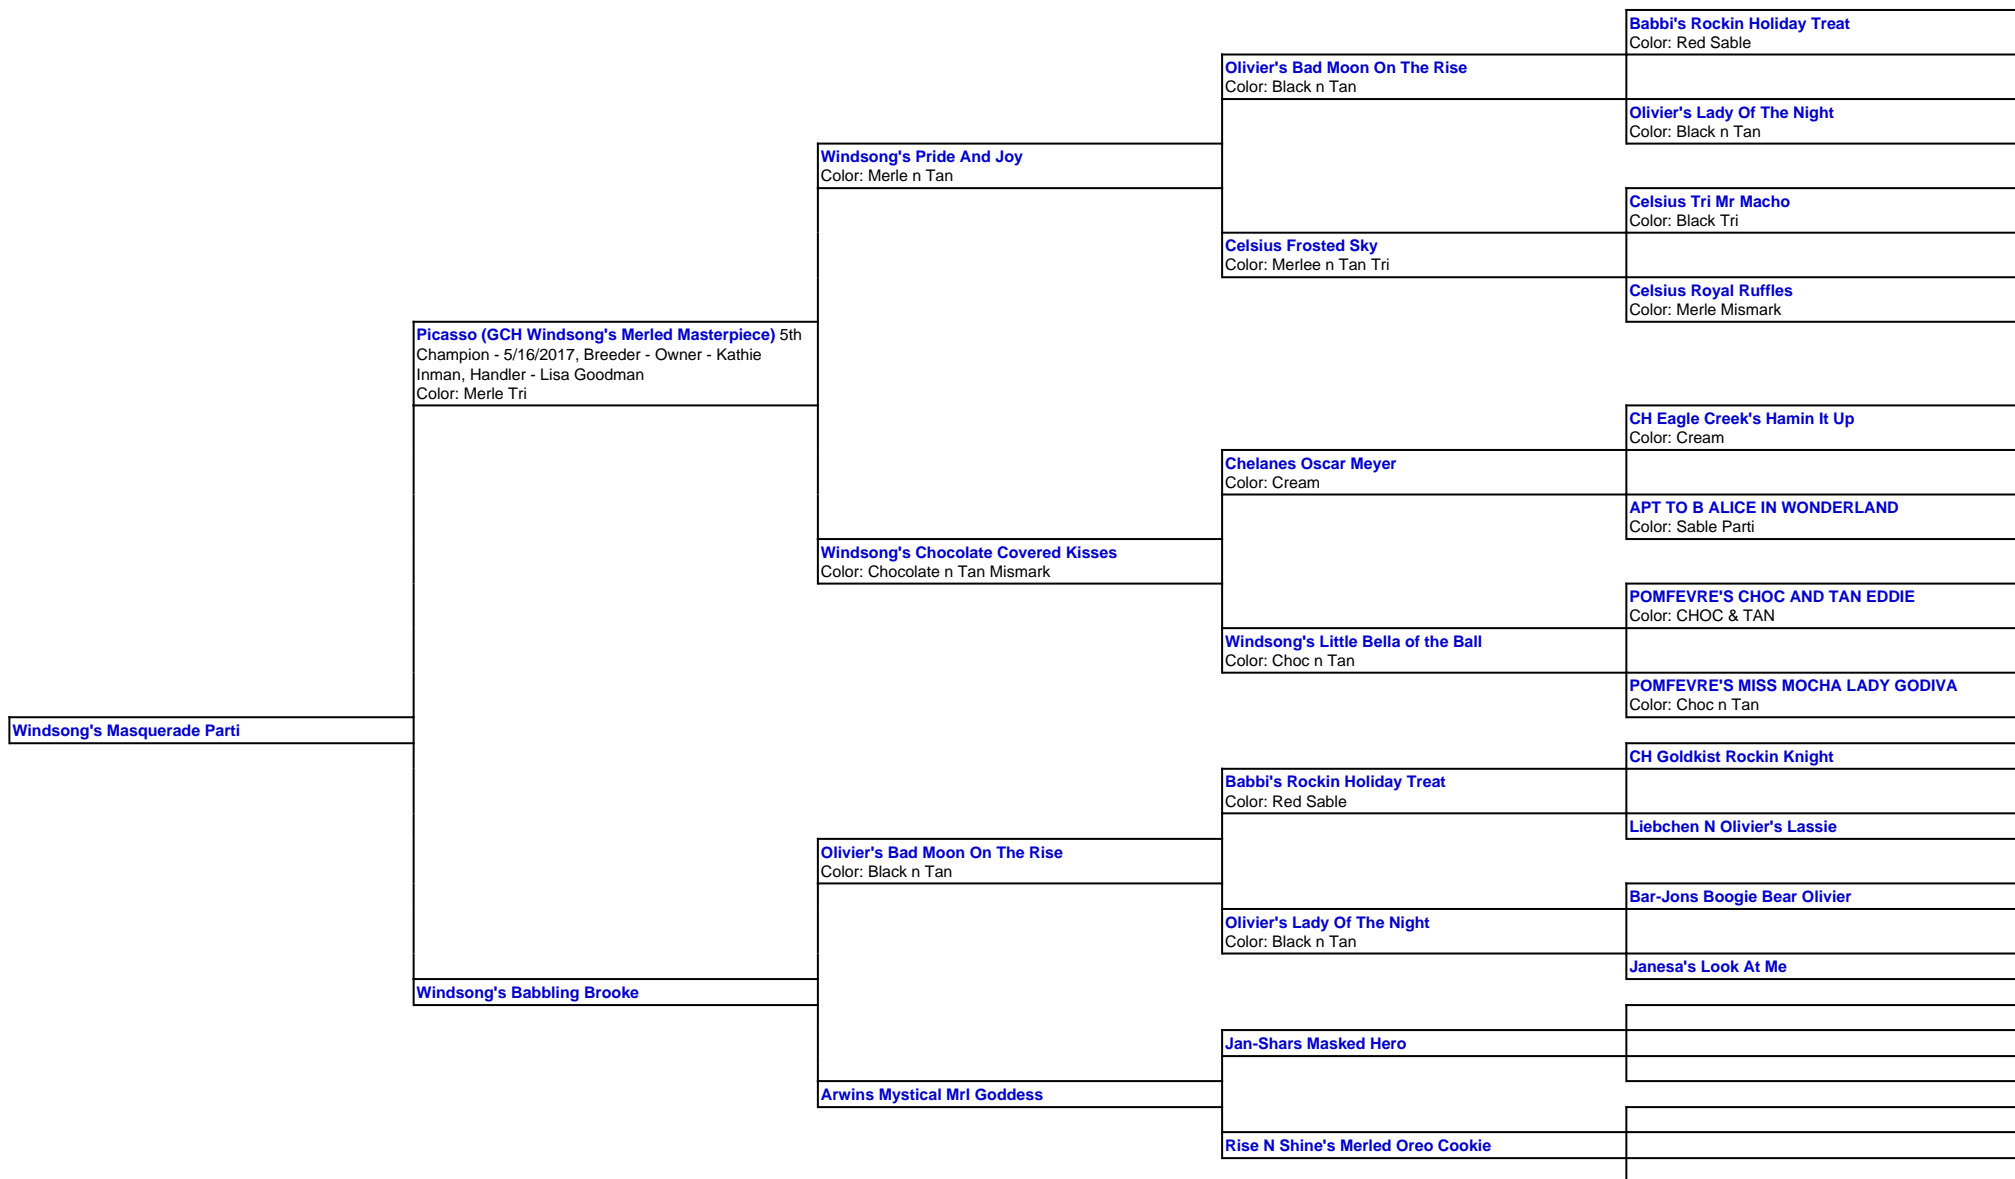 Babbi's Rockin Holiday Treat
Color: Red Sable
Olivier's Bad Moon On The Rise
Color: Black n Tan
Olivier's Lady Of The Night
Color: Black n Tan
Windsong's Pride And Joy
Color: Merle n Tan
Celsius Tri Mr Macho
Color: Black Tri
Celsius Frosted Sky
Color: Merlee n Tan Tri
Celsius Royal Ruffles
Color: Merle Mismark
Picasso (GCH Windsong's Merled Masterpiece) 5th
Champion - 5/16/2017, Breeder - Owner - Kathie
Inman, Handler - Lisa Goodman
Color: Merle Tri
CH Eagle Creek's Hamin It Up
Color: Cream
Chelanes Oscar Meyer
Color: Cream
APT TO B ALICE IN WONDERLAND
Color: Sable Parti
Windsong's Chocolate Covered Kisses
Color: Chocolate n Tan Mismark
POMFEVRE'S CHOC AND TAN EDDIE
Color: CHOC & TAN
Windsong's Little Bella of the Ball
Color: Choc n Tan
POMFEVRE'S MISS MOCHA LADY GODIVA
Color: Choc n Tan
Windsong's Masquerade Parti
CH Goldkist Rockin Knight
Babbi's Rockin Holiday Treat
Color: Red Sable
Liebchen N Olivier's Lassie
Olivier's Bad Moon On The Rise
Color: Black n Tan
Bar-Jons Boogie Bear Olivier
Olivier's Lady Of The Night
Color: Black n Tan
Janesa's Look At Me
Windsong's Babbling Brooke
Jan-Shars Masked Hero
Arwins Mystical Mrl Goddess
Rise N Shine's Merled Oreo Cookie